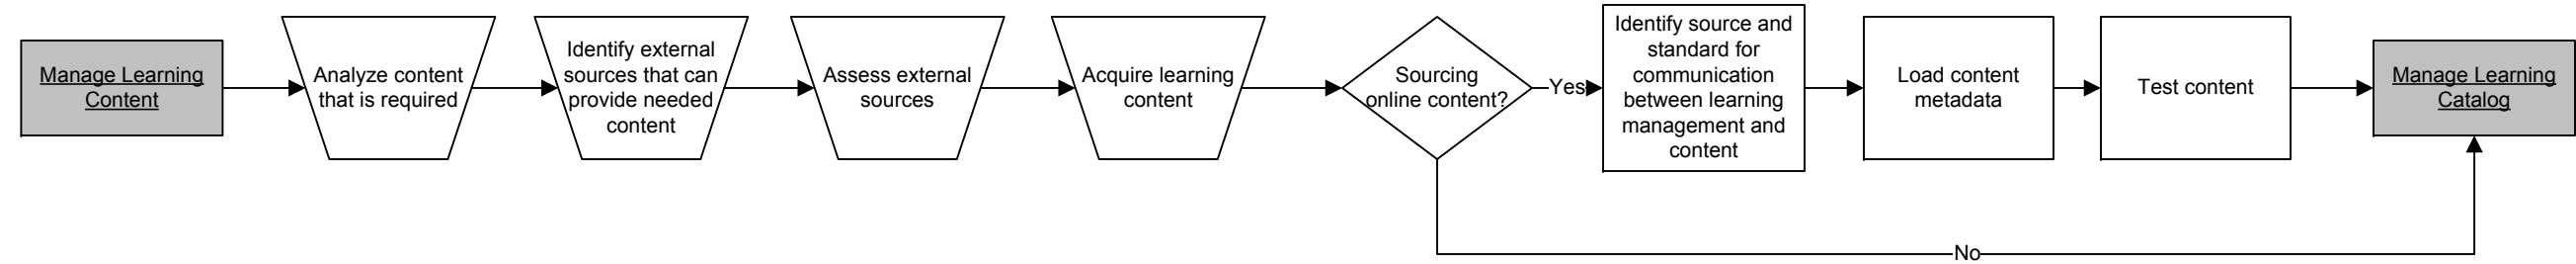 Manage Learning
Content
Analyze content
that is required
Identify external
sources that can
provide needed
content
Assess external
sources
Acquire learning
content
Sourcing
online content?
Yes
Identify source and
standard for
communication
between learning
management and
content
Load content
metadata
Test content
Manage Learning
Catalog
No